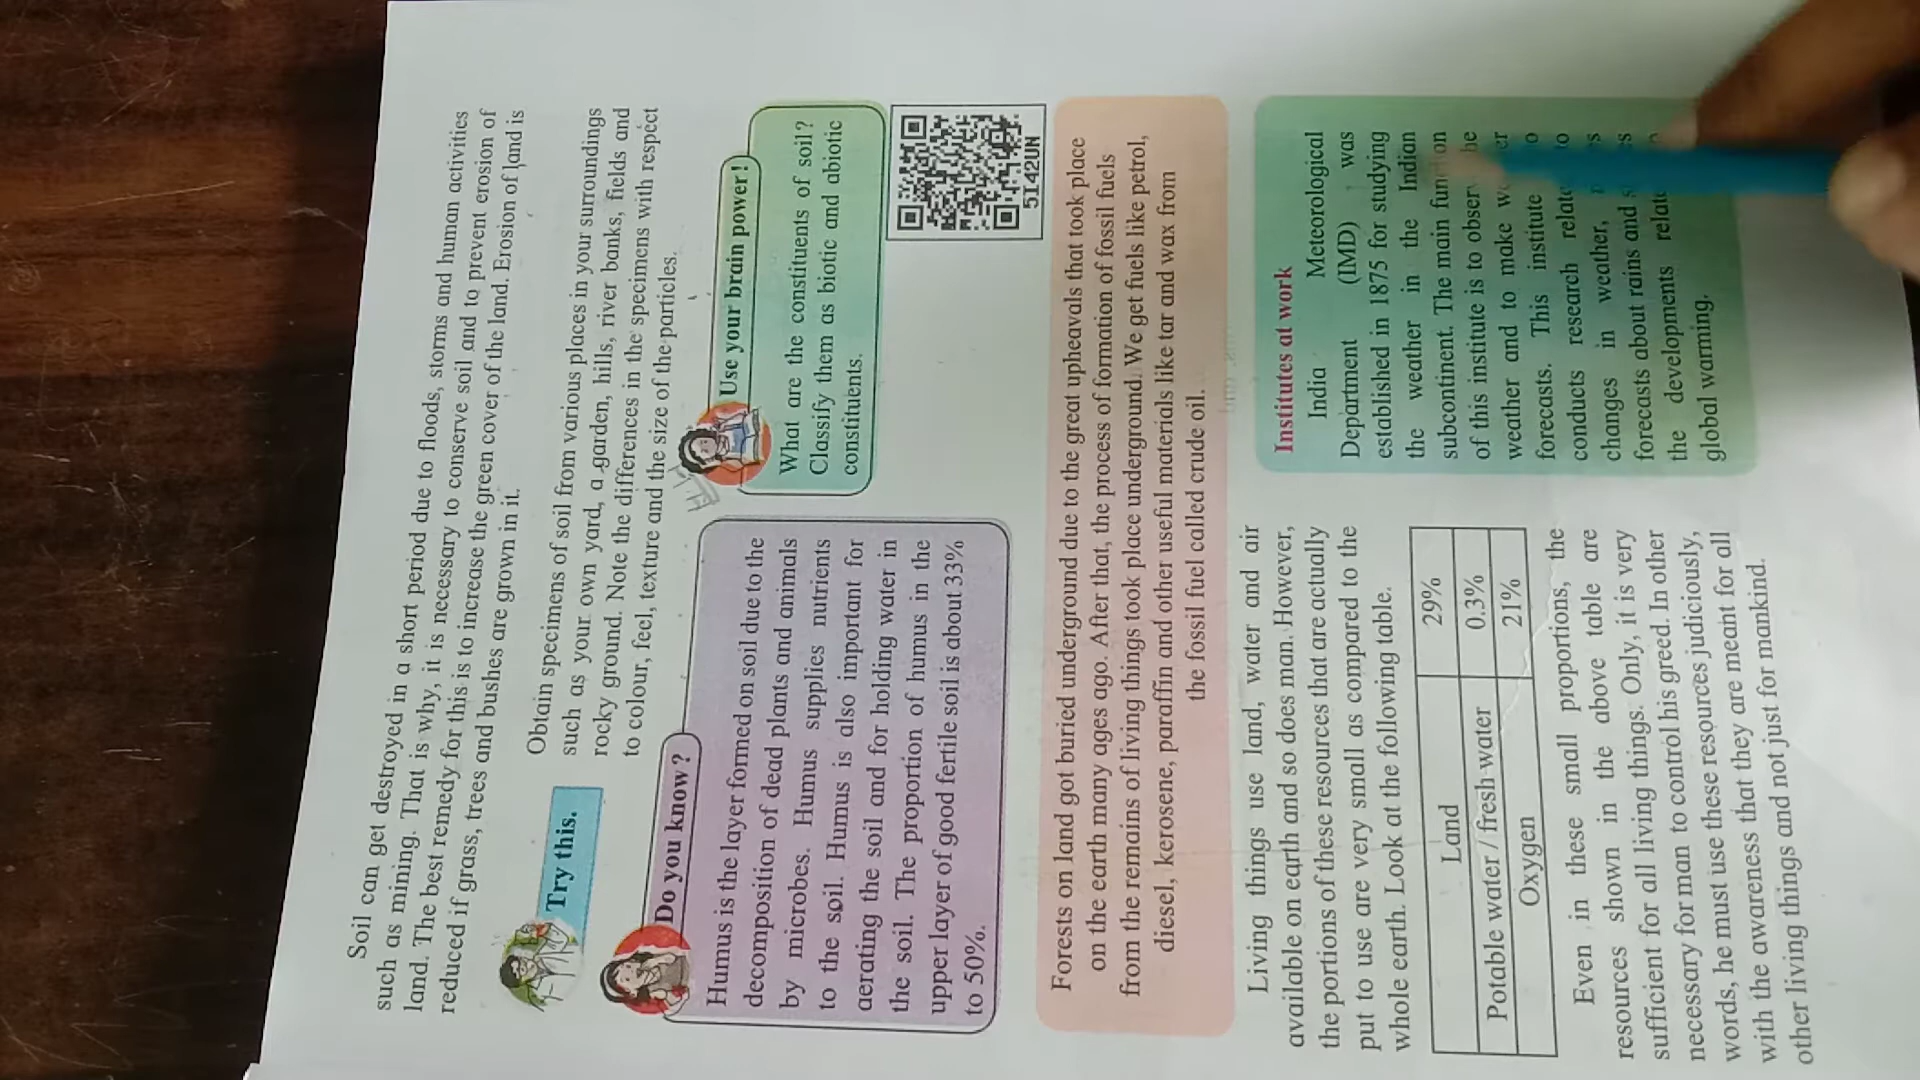 Soil can get destroyed in a short period due to floods, storms and human activities
such as mining. That is why, it is necessary to conserve soil and to prevent erosion of
land. The best remedy for this is to increase the green cover of the land. Erosion of land is
reduced if grass, trees and bushes are grown in it.
Try this.
Obtain specimens of soil from various places in your surroundings
such as your own yard, a garden, hills, river banks, fields and
rocky ground. Note the differences in the specimens with respect
to colour, feel, texture and the size of the particles.
Do you know?
Humus is the layer formed on soil due to the
decomposition of dead plants and animals
by microbes. Humus supplies nutrients
to the soil. Humus is also important for
aerating the soil and for holding water in
the soil. The proportion of humus in the
upper layer of good fertile soil is about 33%
to 50%.
Use your brain power!
What are the constituents of soil?
Classify them as biotic and abiotic
constituents.
5I42UN
Forests on land got buried underground due to the great upheavals that took place
on the earth many ages ago. After that, the process of formation of fossil fuels
from the remains of living things took place underground. We get fuels like petrol,
diesel, kerosene, paraffin and other useful materials like tar and wax from
the fossil fuel called crude oil.
Living things use land, water and air
available on earth and so does man. However,
the portions of these resources that are actually
put to use are very small as compared to the
whole earth. Look at the following table.
Land 29%
Potable water / fresh water 0.3%
Oxygen 21%
Even in these small proportions, the
resources shown in the above table are
sufficient for all living things. Only, it is very
necessary for man to control his greed. In other
words, he must use these resources judiciously,
with the awareness that they are meant for all
other living things and not just for mankind.
Institutes at work
India Meteorological
Department (IMD) was
established in 1875 for studying
the weather in the Indian
subcontinent. The main
of this institute is to
weather and to make
forecasts. This institute
conducts research
changes in weather,
forecasts about rains and
the developments
global warming.